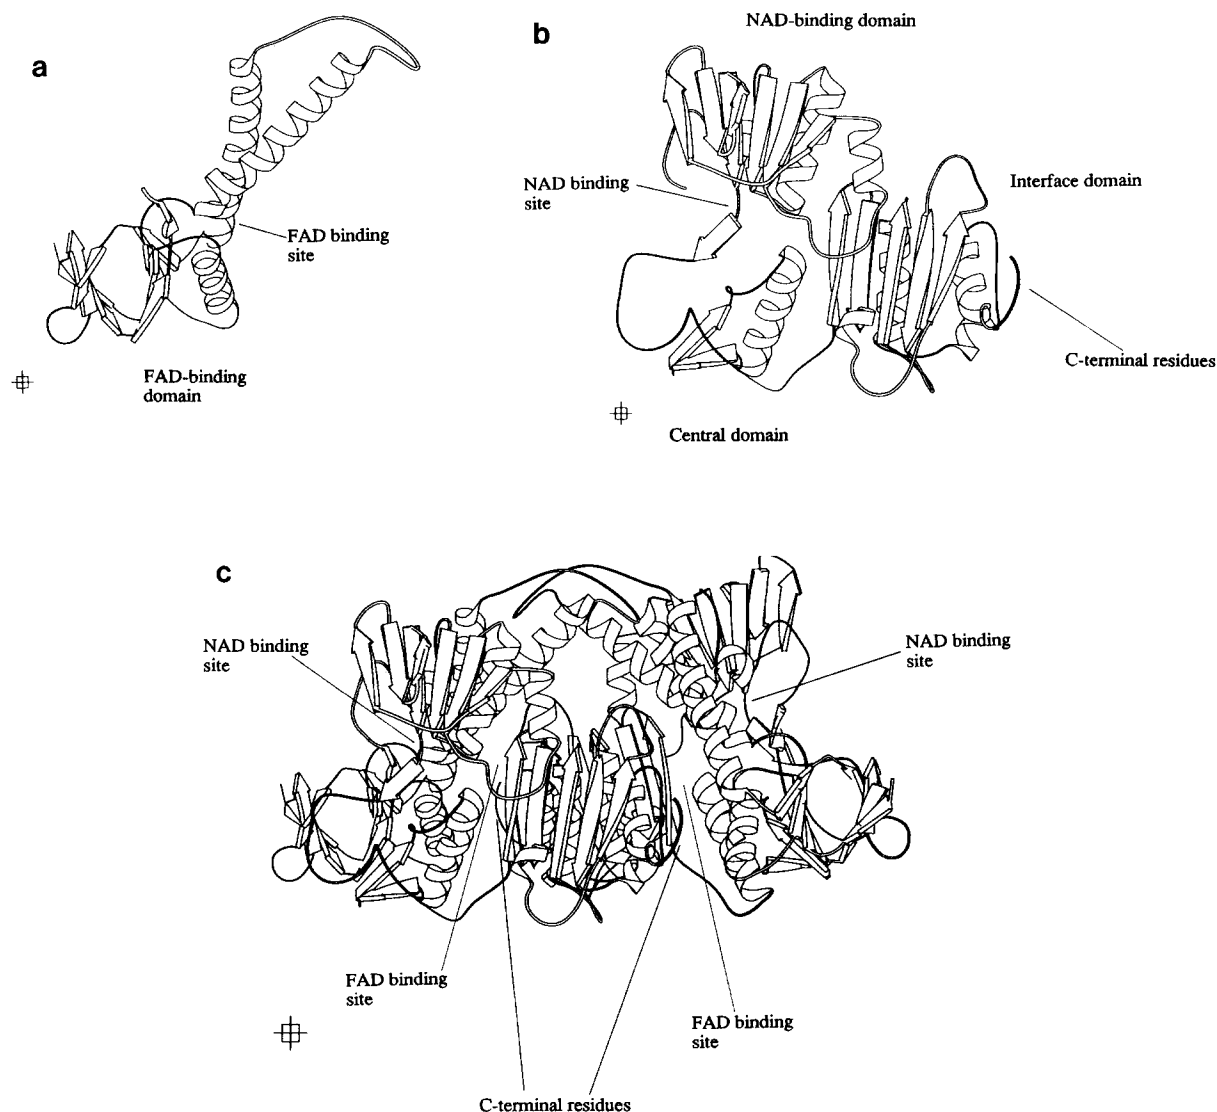 a
FAD binding
site
FAD-binding
domain
b
NAD-binding domain
NAD binding
site
Interface domain
C-terminal residues
Central domain
c
NAD binding
site
NAD binding
site
FAD binding
site
FAD binding
site
C-terminal residues